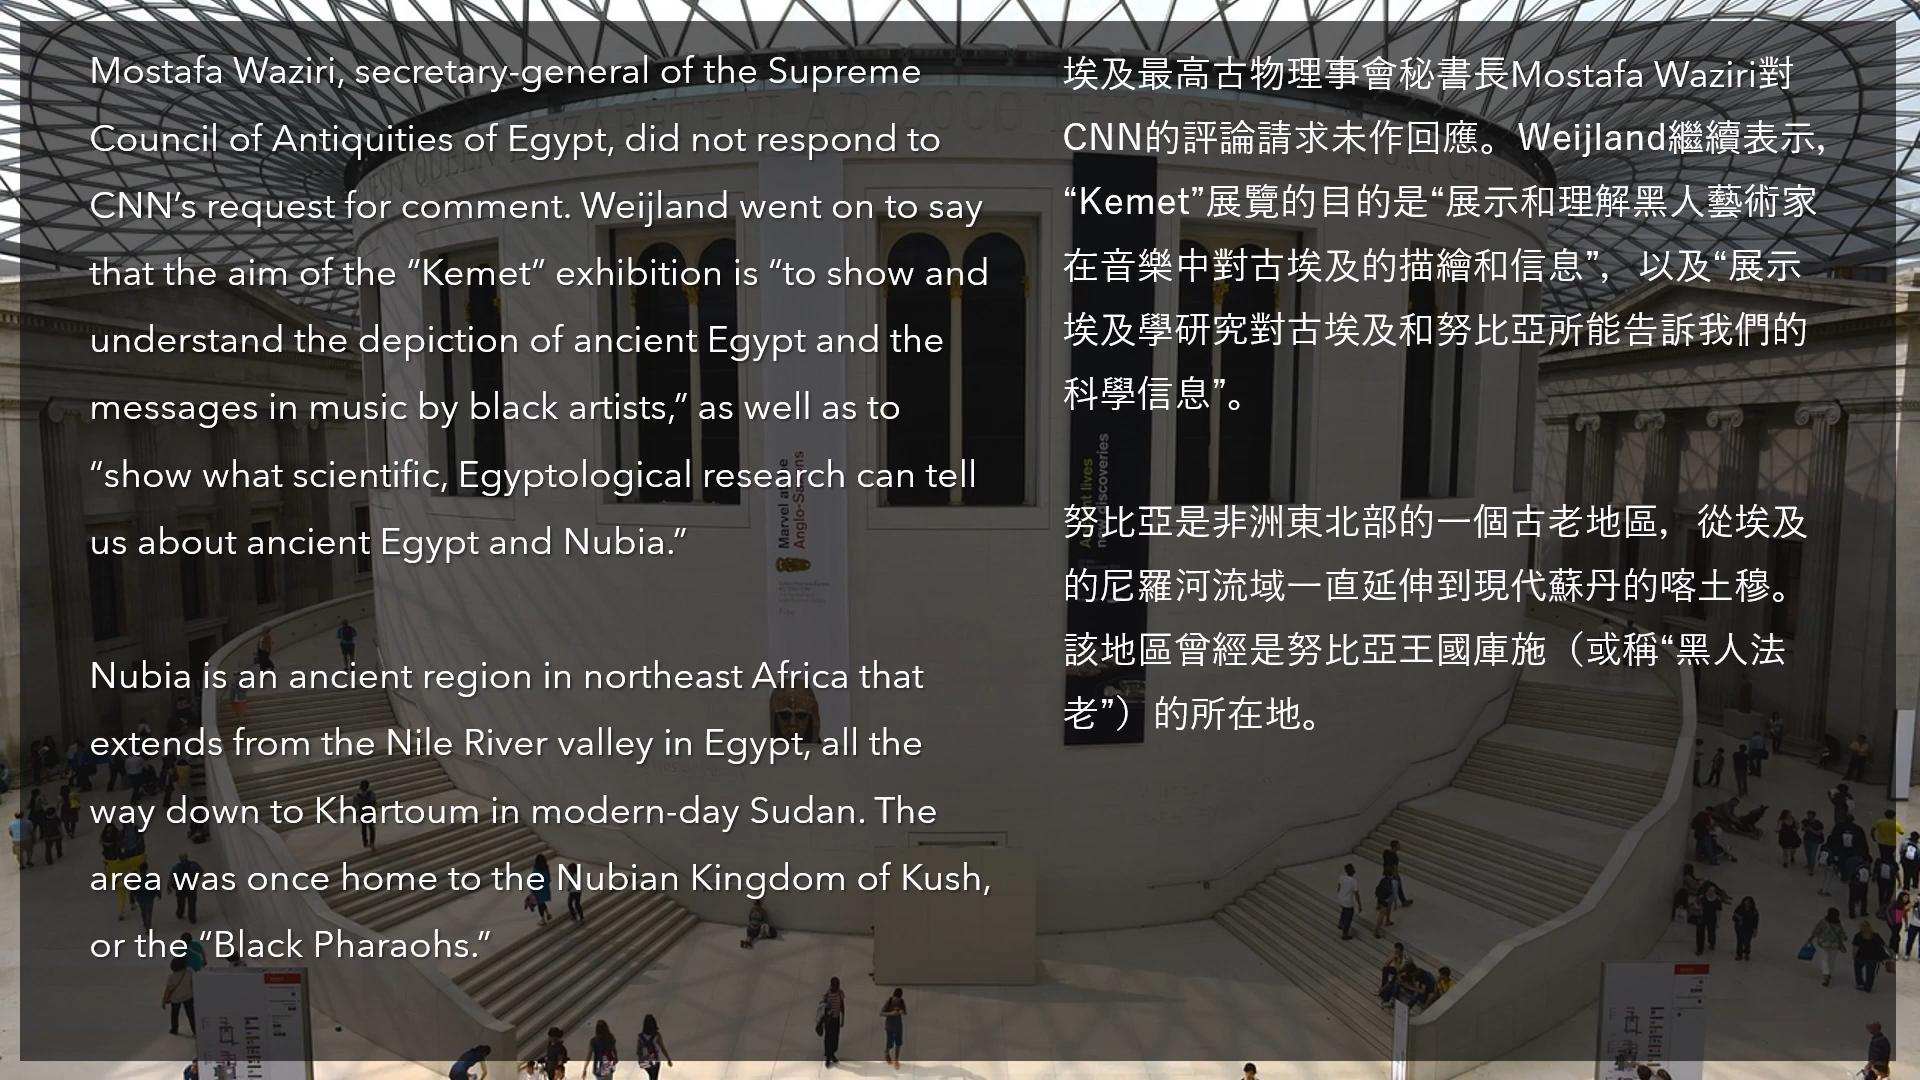 Mostafa Waziri, secretary-general of the Supreme
Council of Antiquities of Egypt, did not respond to
CNN’s request for comment. Weijland went on to say
that the aim of the “Kemet” exhibition is “to show and
understand the depiction of ancient Egypt and the
messages in music by black artists,” as well as to
“show what scientific, Egyptological research can tell
us about ancient Egypt and Nubia.”
Nubia is an ancient region in northeast Africa that
extends from the Nile River valley in Egypt, all the
way down to Khartoum in modern-day Sudan. The
area was once home to the Nubian Kingdom of Kush,
or the “Black Pharaohs.”
埃及最高古物理事會秘書長Mostafa Waziri對
CNN的評論請求未作回應。Weijland繼續表示，
“Kemet”展覽的目的是“展示和理解黑人藝術家
在音樂中對古埃及的描繪和信息”，以及“展示
埃及學研究對古埃及和努比亞所能告訴我們的
科學信息”。
努比亞是非洲東北部的一個古老地區，從埃及
的尼羅河流域一直延伸到現代蘇丹的喀土穆。
該地區曾經是努比亞王國庫施（或稱“黑人法
老”）的所在地。
Anglo-Saxons
new discoveries
Free